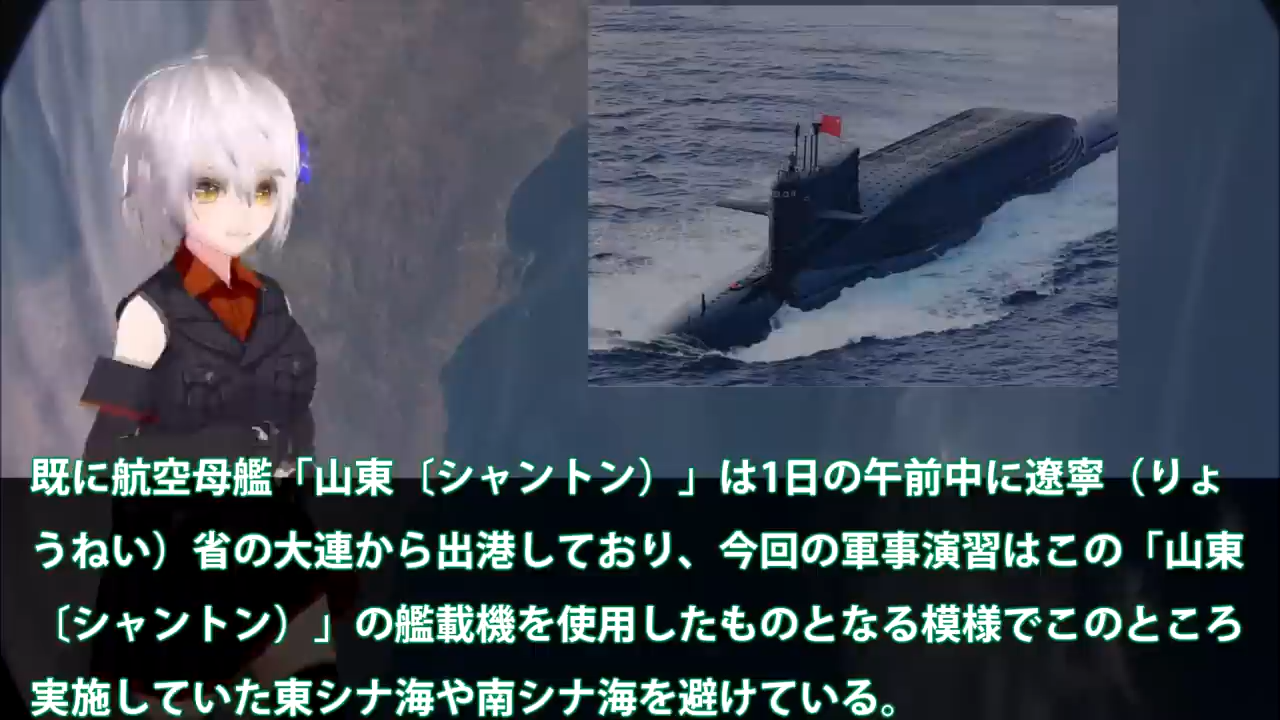 既に航空母艦「山東〔シャントン）」は1日の午前中に遼寧（りょ
うねい）省の大連から出港しており、今回の軍事演習はこの「山東
〔シャントン）」の艦載機を使用したものとなる模様でこのところ
実施していた東シナ海や南シナ海を避けている。